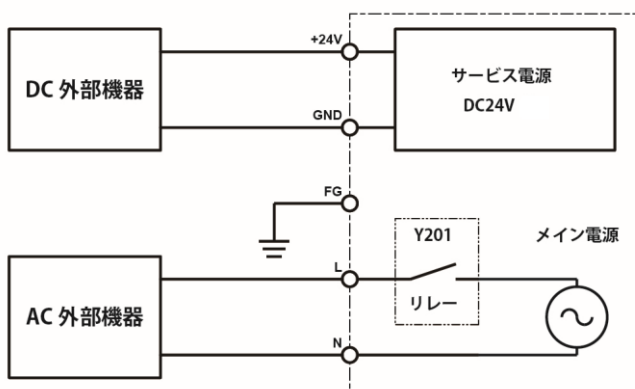 +24V
DC 外部機器
サービス電源
DC24V
GND
FG
Y201
メイン電源
L
リレー
AC 外部機器
N